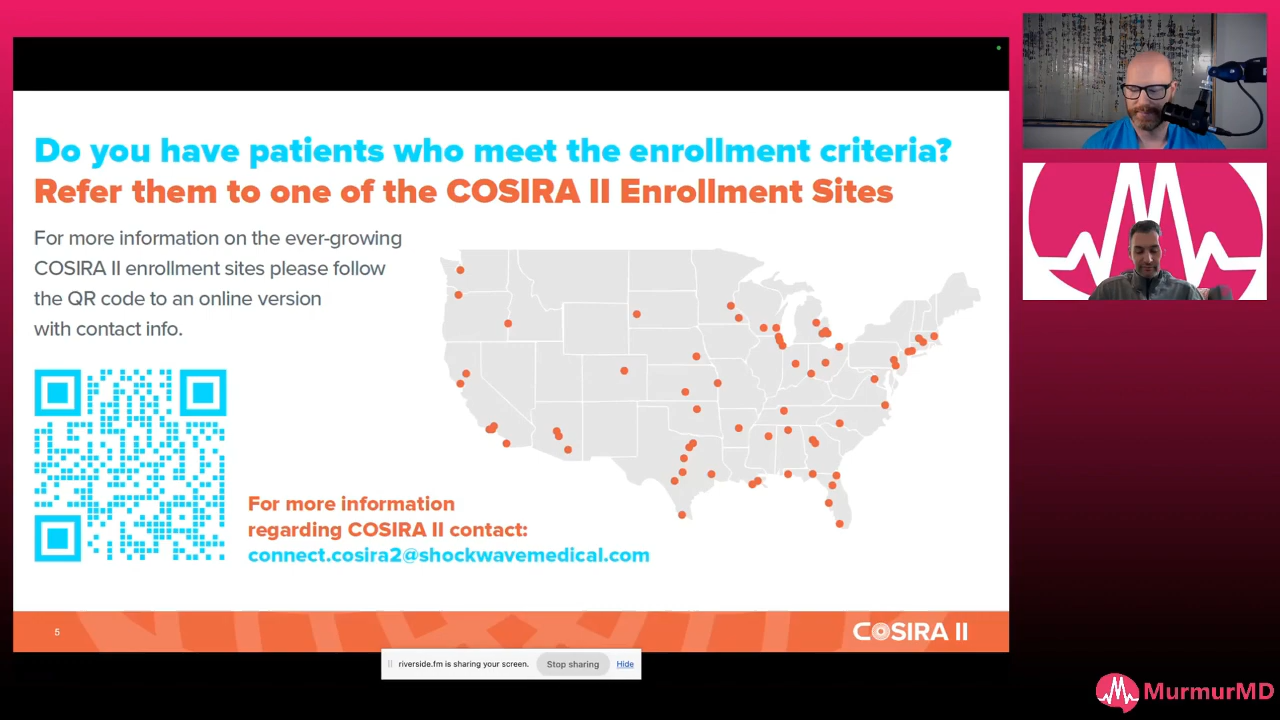 Do you have patients who meet the enrollment criteria?
Refer them to one of the COSIRA II Enrollment Sites
For more information on the ever-growing
COSIRA II enrollment sites please follow
the QR code to an online version
with contact info.
For more information
regarding COSIRA II contact:
connect.cosira2@shockwavemedical.com
5
COSIRA II
riverside.fm is sharing your screen.
Stop sharing
Hide
MurmurMD